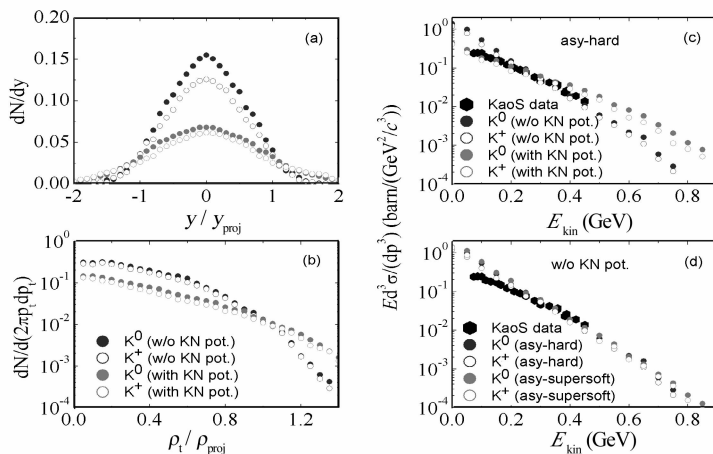 (a)
dN/dy
0.20
0.15
0.10
0.05
0.00
-2 -1 0 1 2
y / y_proj
(b)
dN/d(2πp_t dp_t)
10^0
10^-1
10^-2
10^-3
10^-4
K^0 (w/o KN pot.)
K^+ (w/o KN pot.)
K^0 (with KN pot.)
K^+ (with KN pot.)
0.0 0.4 0.8 1.2
ρ_t / ρ_proj
Ed^3σ/(dp^3) (barn/(GeV^2/c^3))
asy-hard (c)
10^0
10^-1
10^-2
10^-3
10^-4
KaoS data
K^0 (w/o KN pot.)
K^+ (w/o KN pot.)
K^0 (with KN pot.)
K^+ (with KN pot.)
0.0 0.2 0.4 0.6 0.8
E_kin (GeV)
w/o KN pot. (d)
10^0
10^-1
10^-2
10^-3
10^-4
KaoS data
K^0 (asy-hard)
K^+ (asy-hard)
K^0 (asy-supersoft)
K^+ (asy-supersoft)
0.0 0.2 0.4 0.6 0.8
E_kin (GeV)